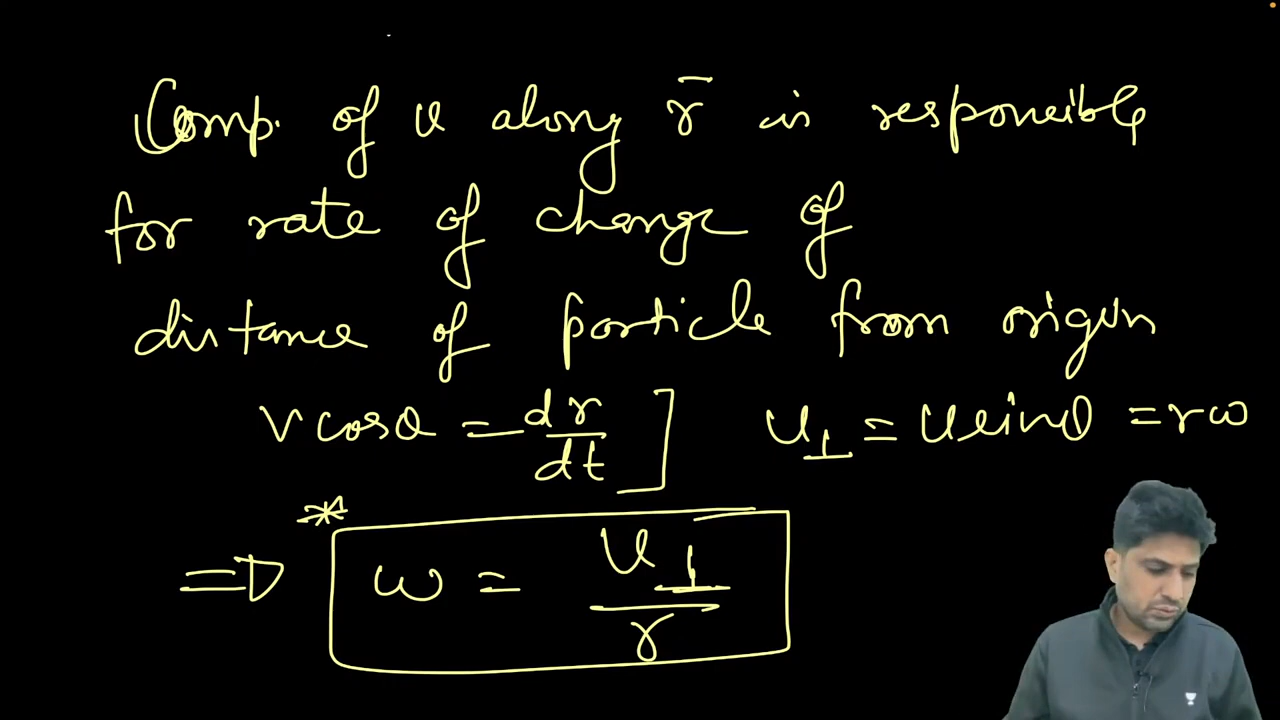 Comp. of v along r̄ is responsible
for rate of change of
distance of particle from origin
v cosθ = dr/dt ] v⊥ = v sinθ = rω
* ⇒ ω = v⊥/r